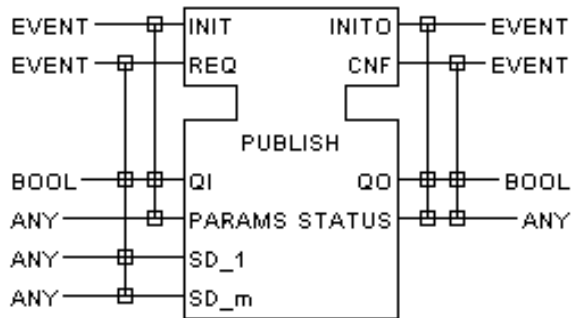 EVENT INIT INITO EVENT
EVENT REQ CNF EVENT
PUBLISH
BOOL QI QO BOOL
ANY PARAMS STATUS ANY
ANY SD_1
ANY SD_m